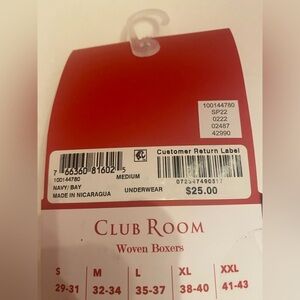 100144780
SP22
0222
02487
42990
Customer Return Label
7 66360 81602 5
100144780
MEDIUM
NAVY/ BAY
MADE IN NICARAGUA
UNDERWEAR
$25.00
CLUB ROOM
Woven Boxers
S M L XL XXL
29-31 32-34 35-37 38-40 41-43